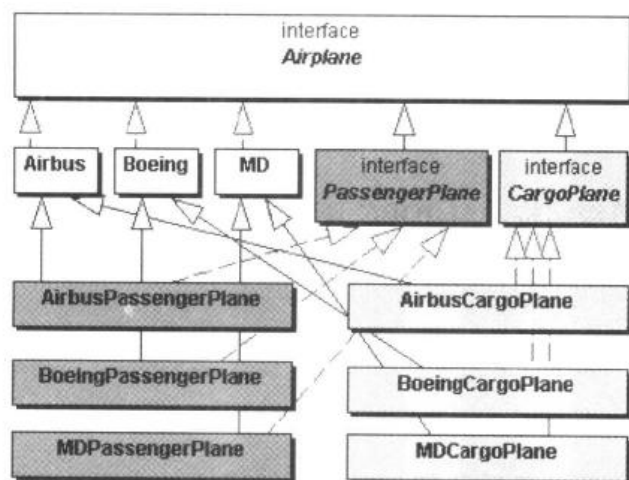 interface
Airplane
Airbus
Boeing
MD
interface
PassengerPlane
interface
CargoPlane
AirbusPassengerPlane
AirbusCargoPlane
BoeingPassengerPlane
BoeingCargoPlane
MDPassengerPlane
MDCargoPlane